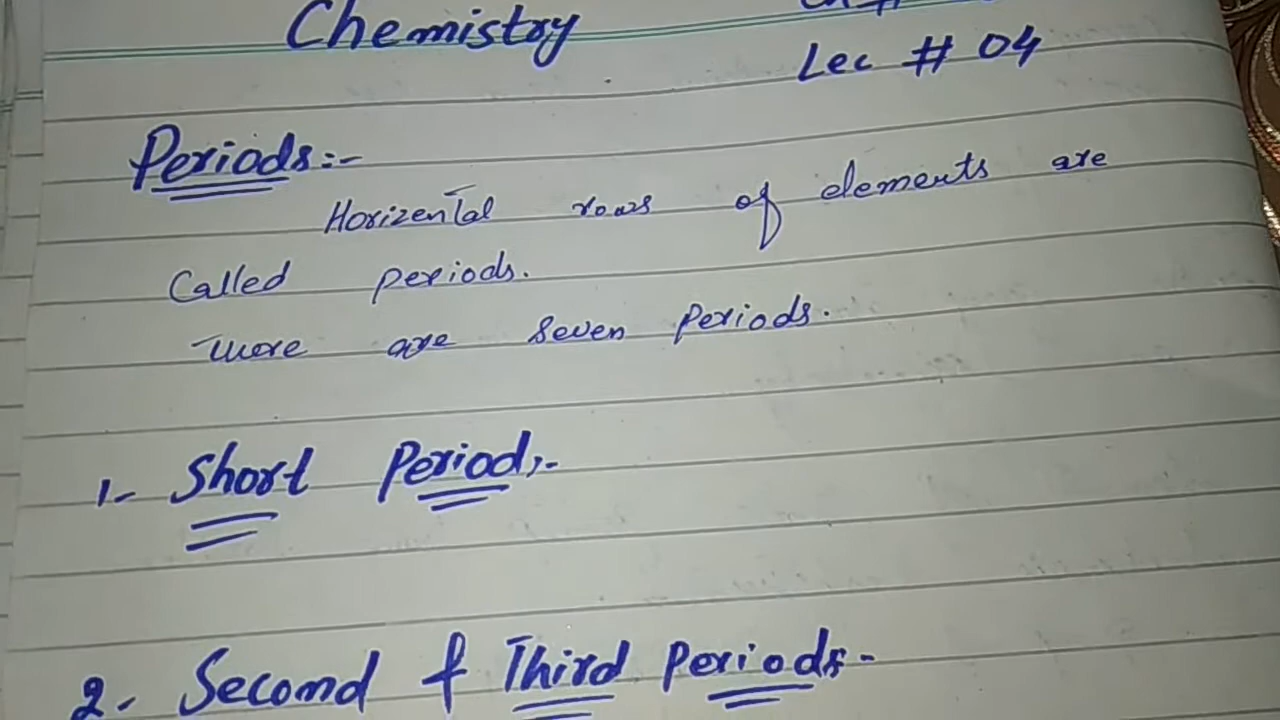 Chemistry
Lec # 04
Periods:-
Horizental rows of elements are
Called periods.
There are seven Periods.
1- Short Period:-
2- Second & Third Periods:-